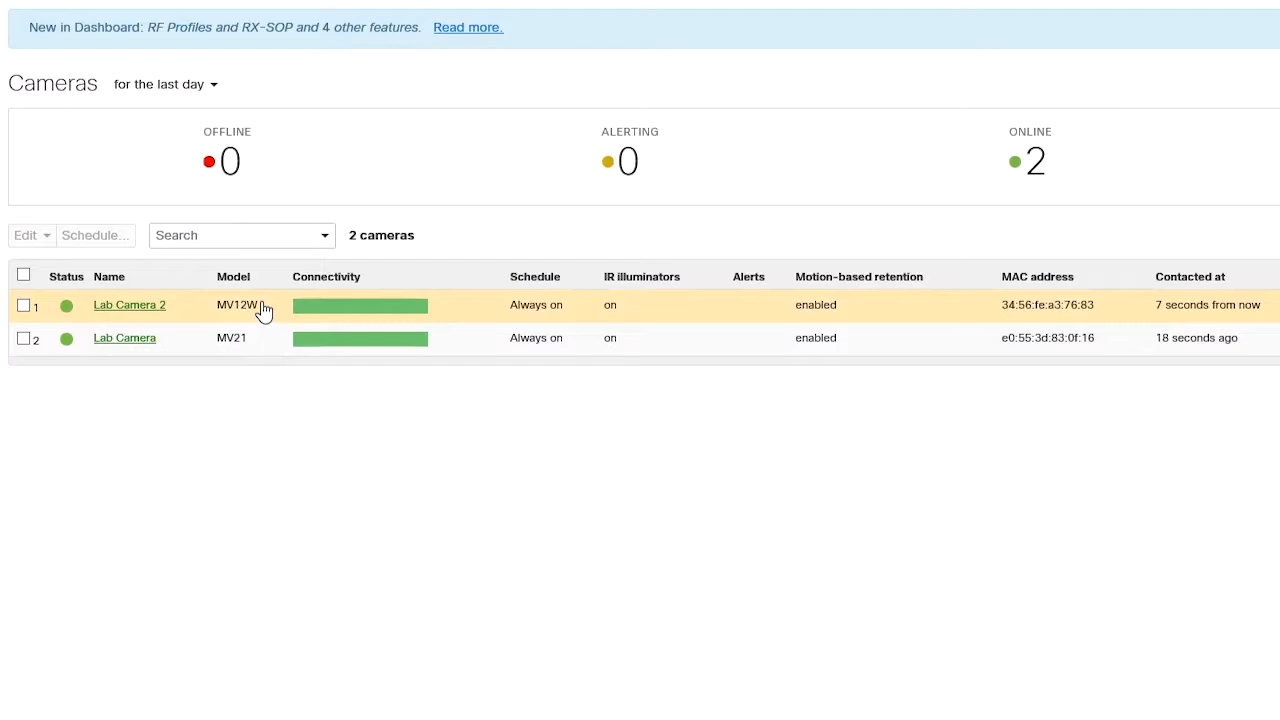 New in Dashboard: RF Profiles and RX-SOP and 4 other features. Read more.
Cameras for the last day
OFFLINE ALERTING ONLINE
0 0 2
Edit Schedule... Search 2 cameras
Status Name Model Connectivity Schedule IR illuminators Alerts Motion-based retention MAC address Contacted at
1 Lab Camera 2 MV12W Always on on enabled 34:56:fe:a3:76:83 7 seconds from now
2 Lab Camera MV21 Always on on enabled e0:55:3d:83:0f:16 18 seconds ago